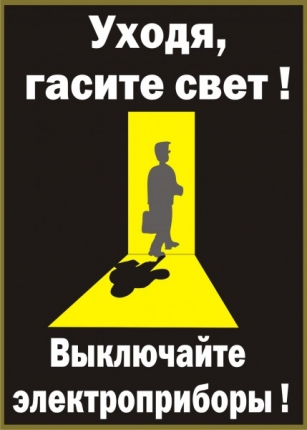 Уходя,
гасите свет !
Выключайте
электроприборы !